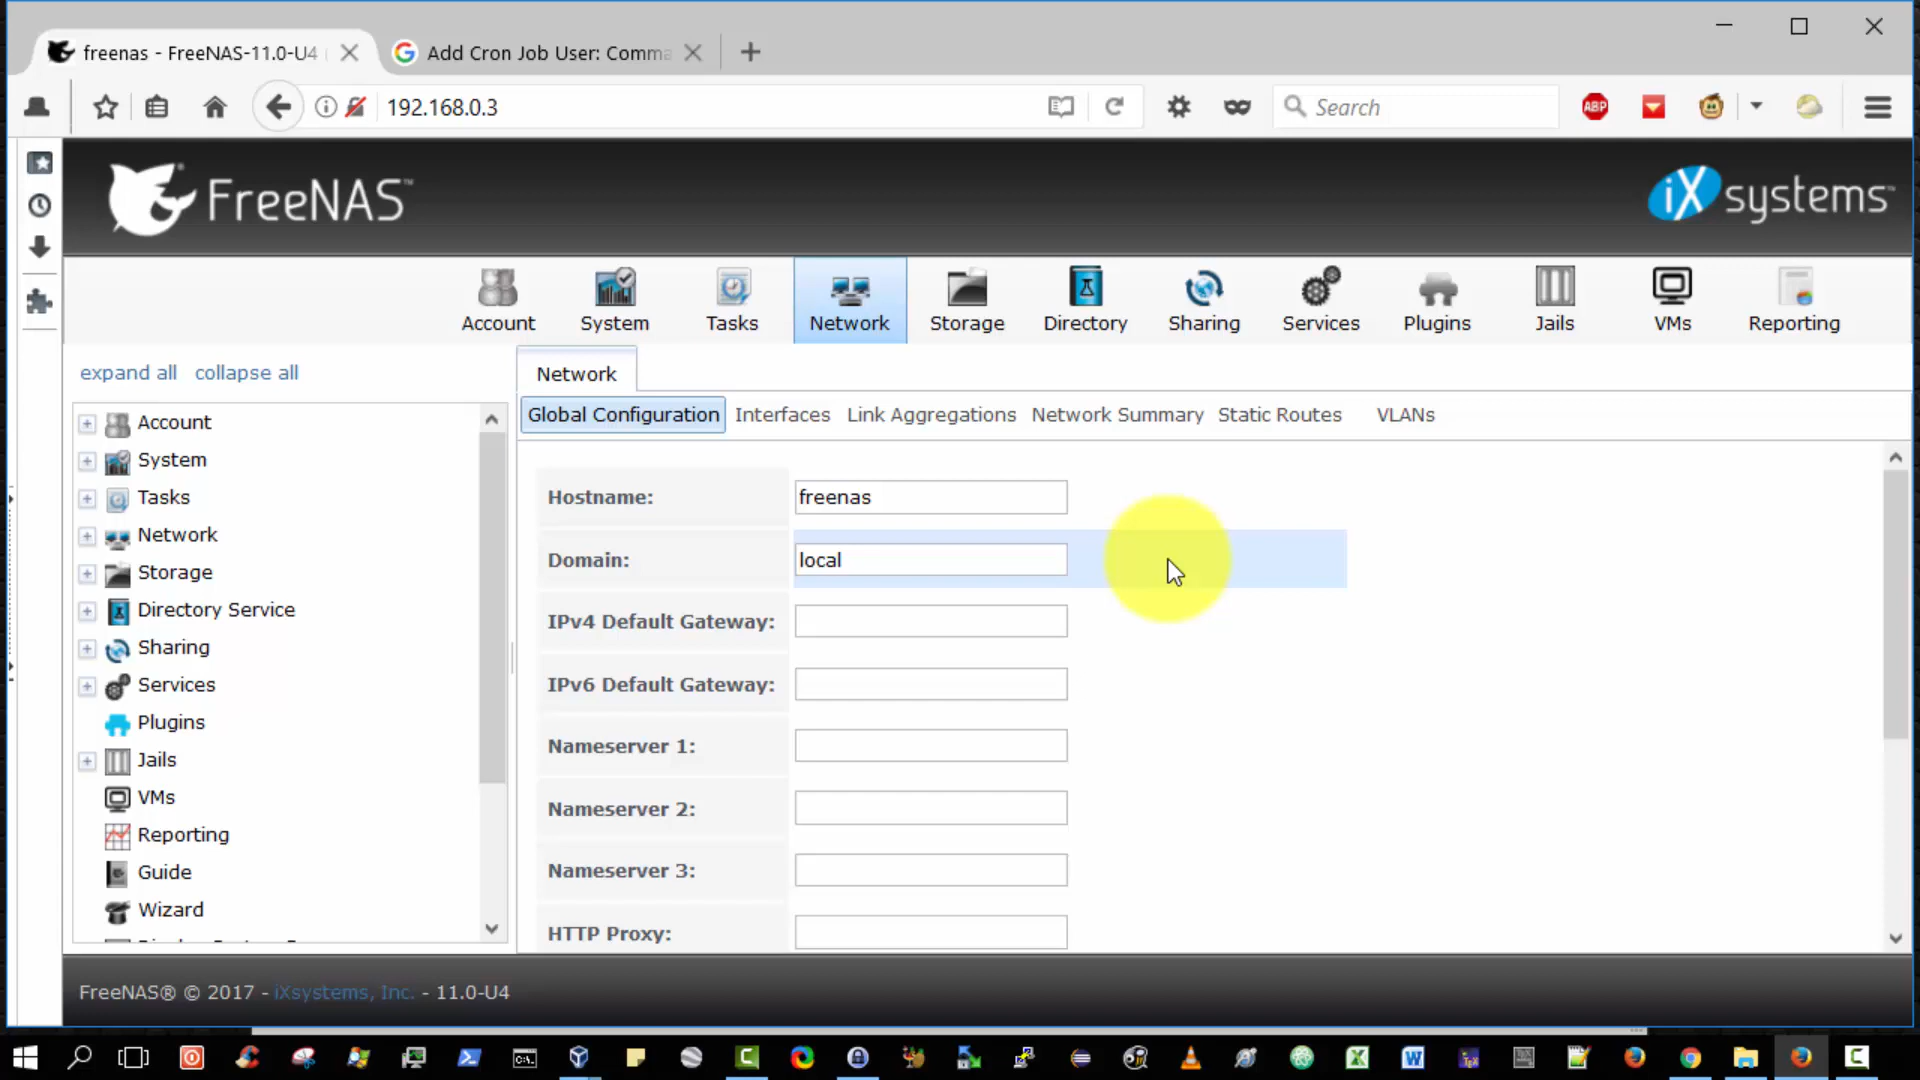 freenas - FreeNAS-11.0-U4
Add Cron Job User: Comma
192.168.0.3
Search
ABP
FreeNAS™
iXsystems™
Account
System
Tasks
Network
Storage
Directory
Sharing
Services
Plugins
Jails
VMs
Reporting
expand all collapse all
Network
Global Configuration Interfaces Link Aggregations Network Summary Static Routes VLANs
Account
System
Tasks
Network
Storage
Directory Service
Sharing
Services
Plugins
Jails
VMs
Reporting
Guide
Wizard
Hostname: freenas
Domain: local
IPv4 Default Gateway:
IPv6 Default Gateway:
Nameserver 1:
Nameserver 2:
Nameserver 3:
HTTP Proxy:
FreeNAS® © 2017 - iXsystems, Inc. - 11.0-U4